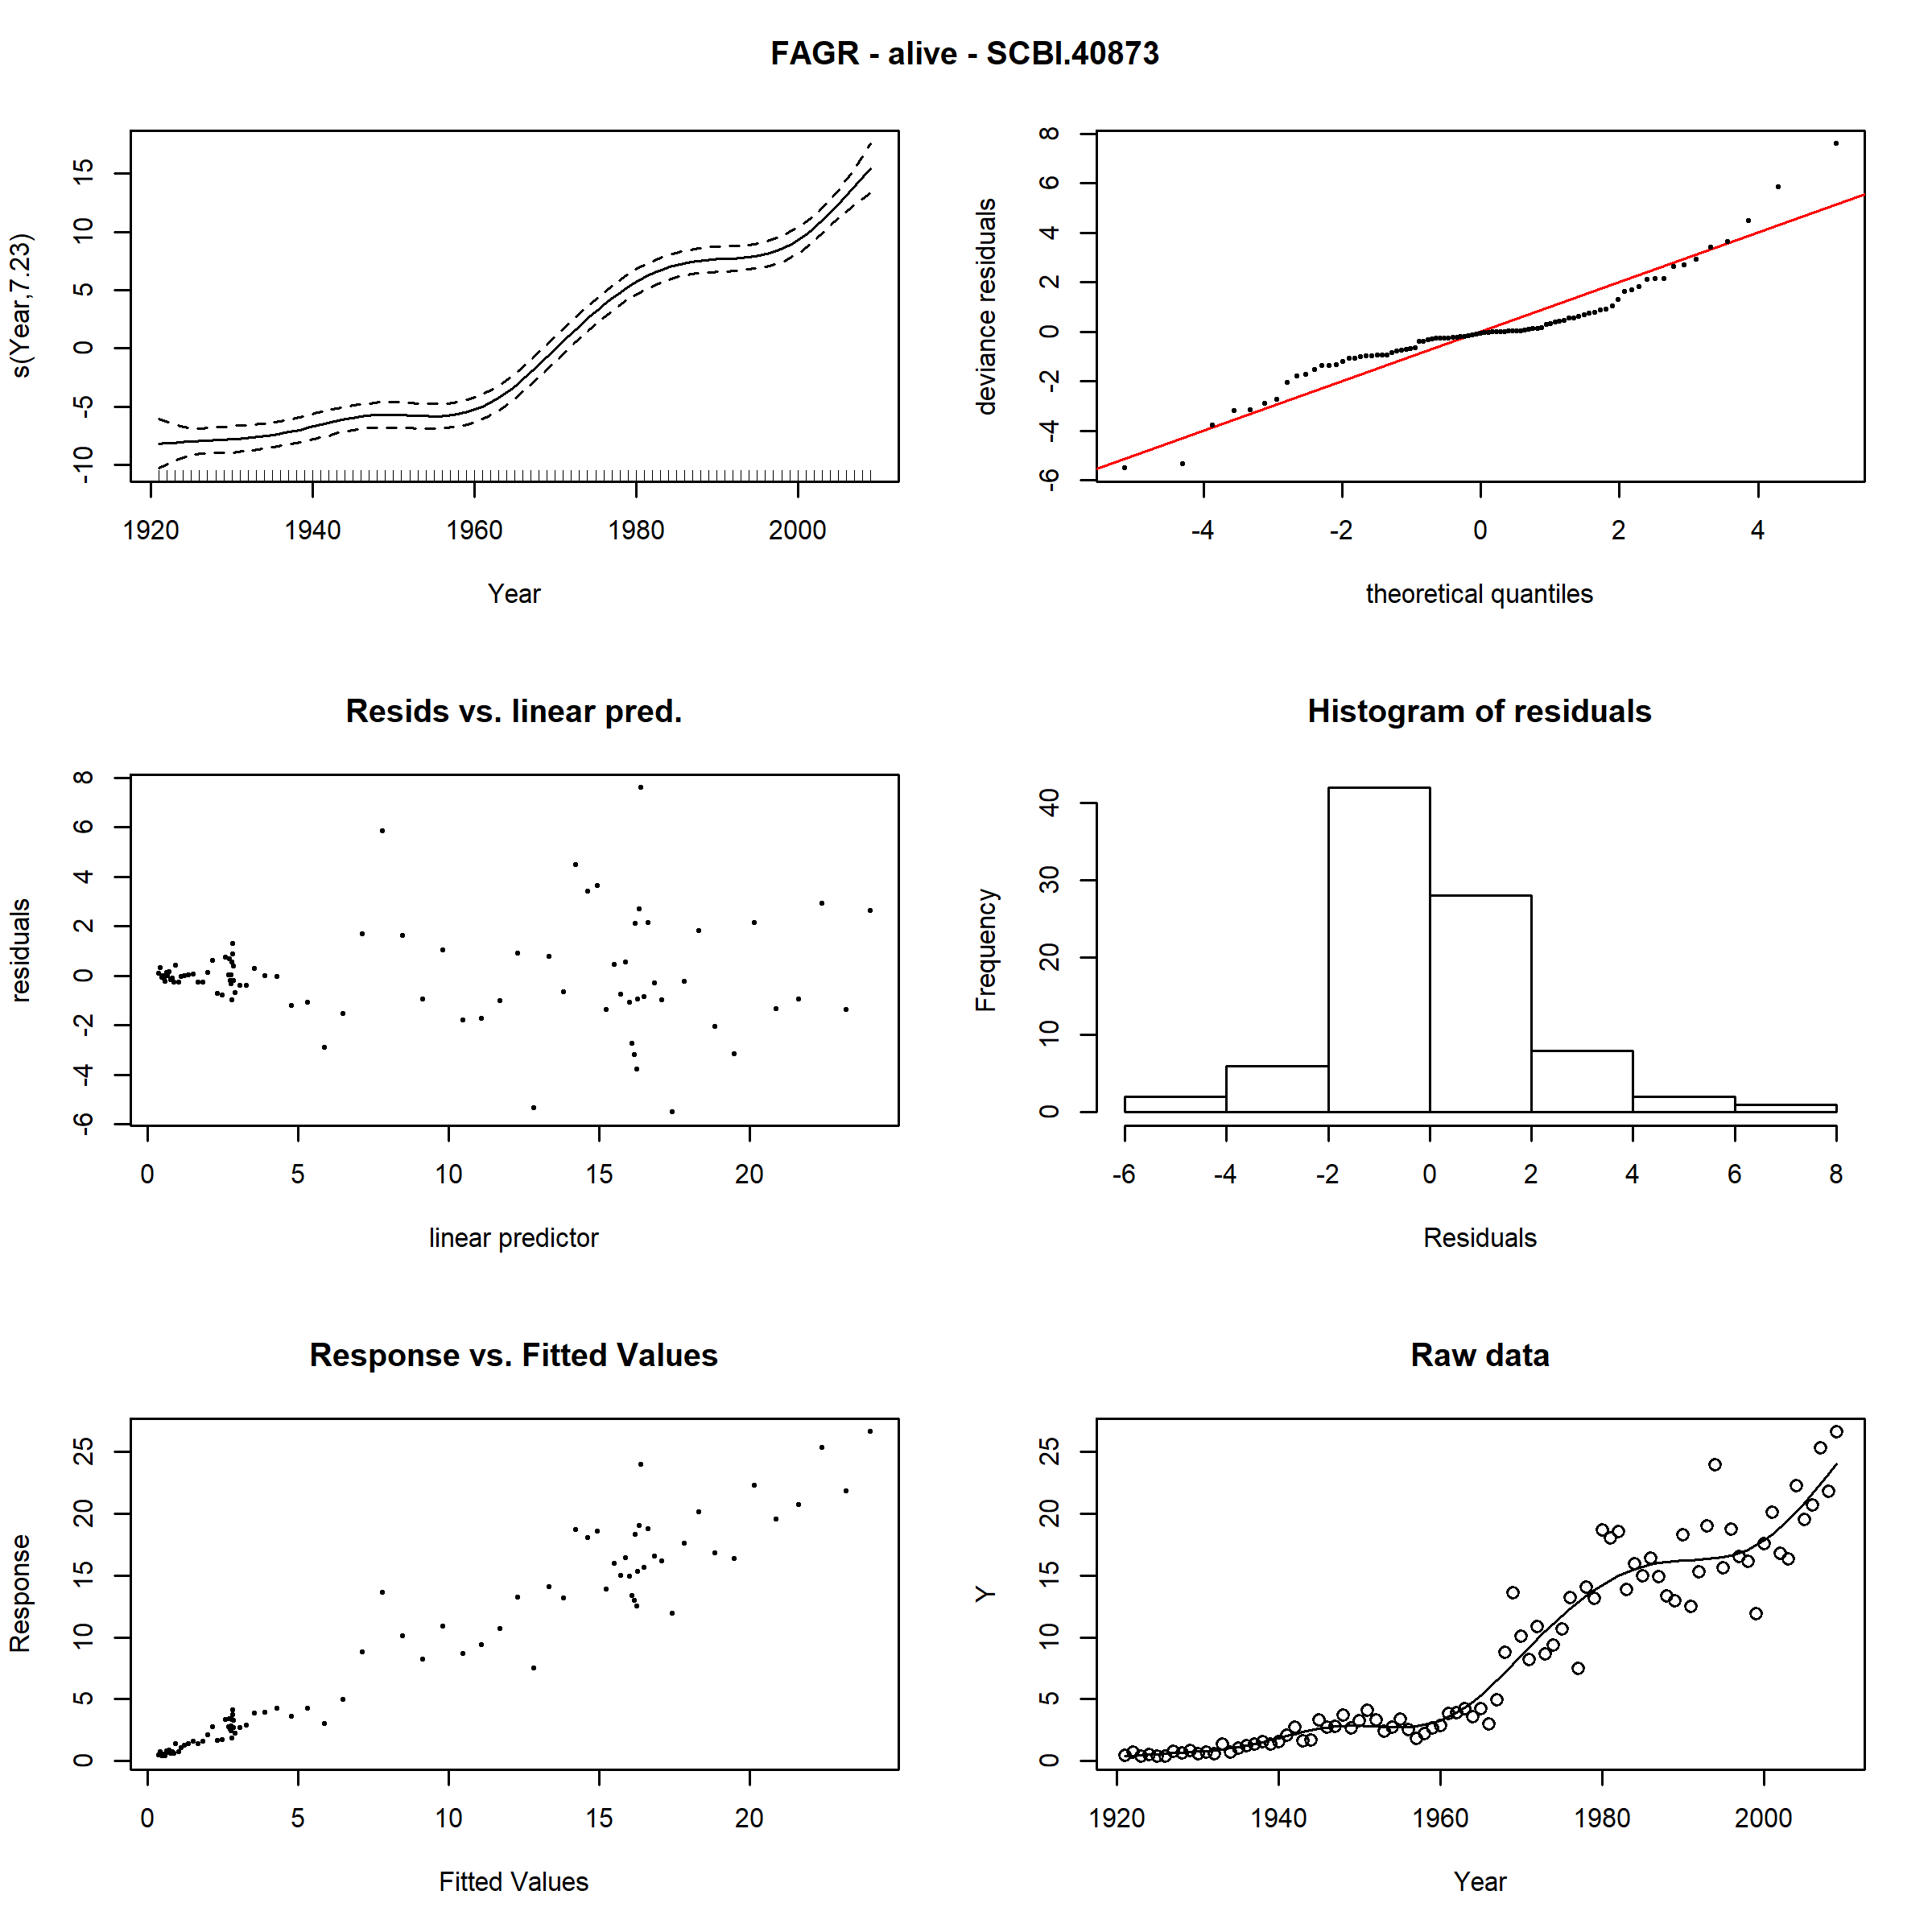 FAGR - alive - SCBI.40873
s(Year,7.23)
15
10
5
0
-5
-10
1920 1940 1960 1980 2000
Year
deviance residuals
8
6
4
2
0
-2
-4
-6
-4 -2 0 2 4
theoretical quantiles
Resids vs. linear pred.
residuals
8
6
4
2
0
-2
-4
-6
0 5 10 15 20
linear predictor
Histogram of residuals
Frequency
40
30
20
10
0
-6 -4 -2 0 2 4 6 8
Residuals
Response vs. Fitted Values
Response
25
20
15
10
5
0
0 5 10 15 20
Fitted Values
Raw data
Y
25
20
15
10
5
0
1920 1940 1960 1980 2000
Year